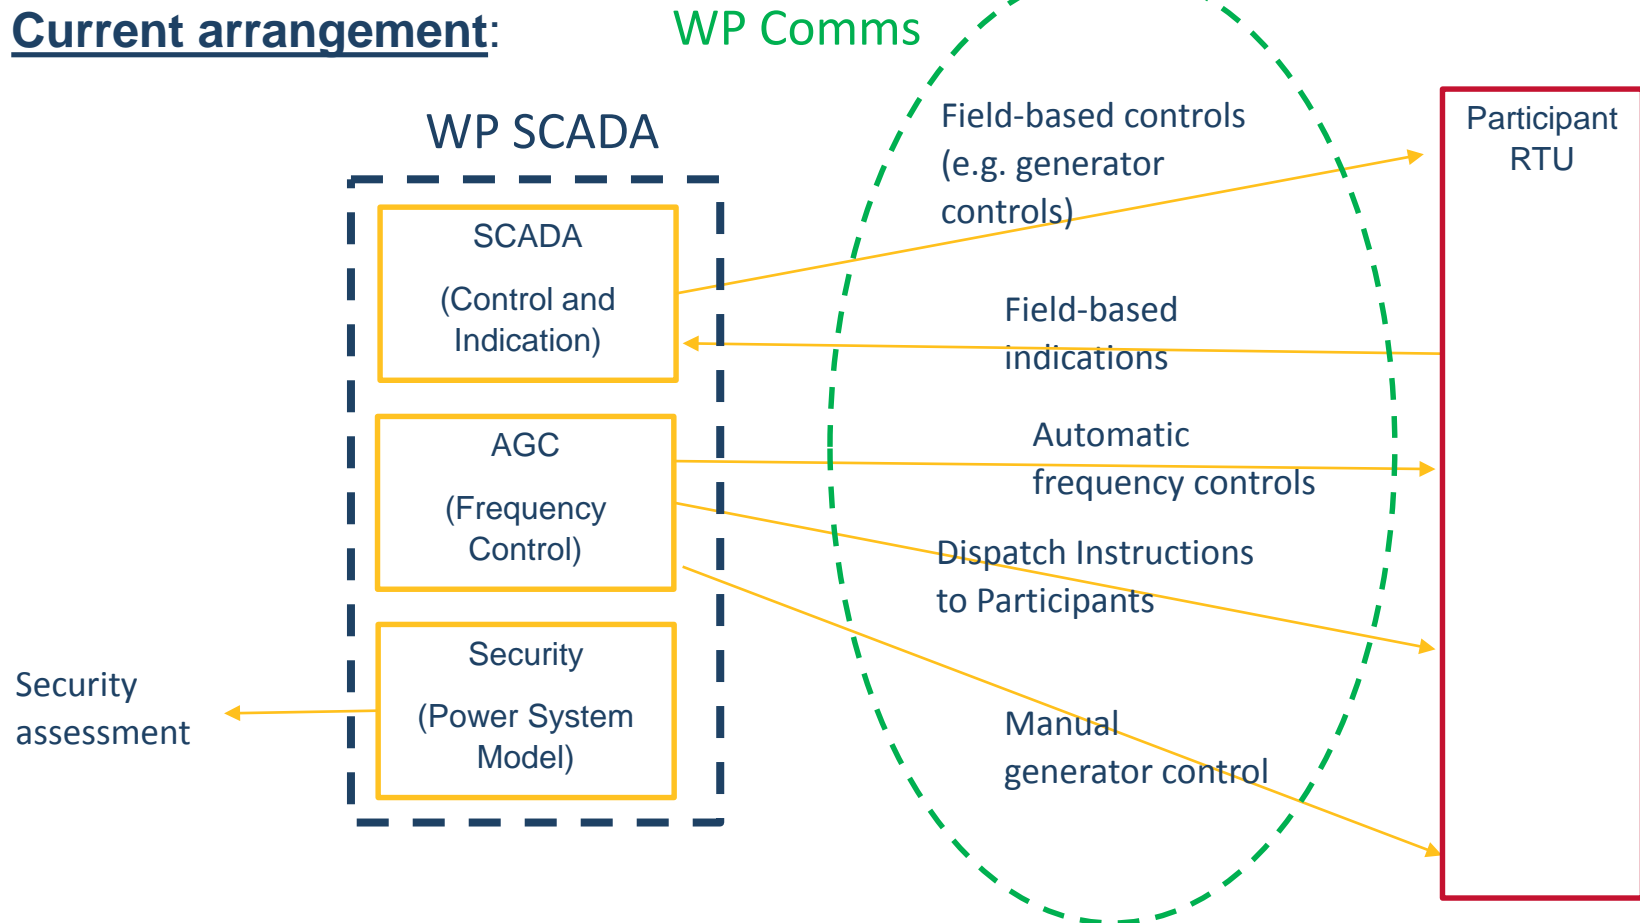 Current arrangement:
WP Comms
WP SCADA
SCADA
(Control and
Indication)
AGC
(Frequency
Control)
Security
(Power System
Model)
Security
assessment
Field-based controls
(e.g. generator
controls)
Field-based
indications
Automatic
frequency controls
Dispatch Instructions
to Participants
Manual
generator control
Participant
RTU